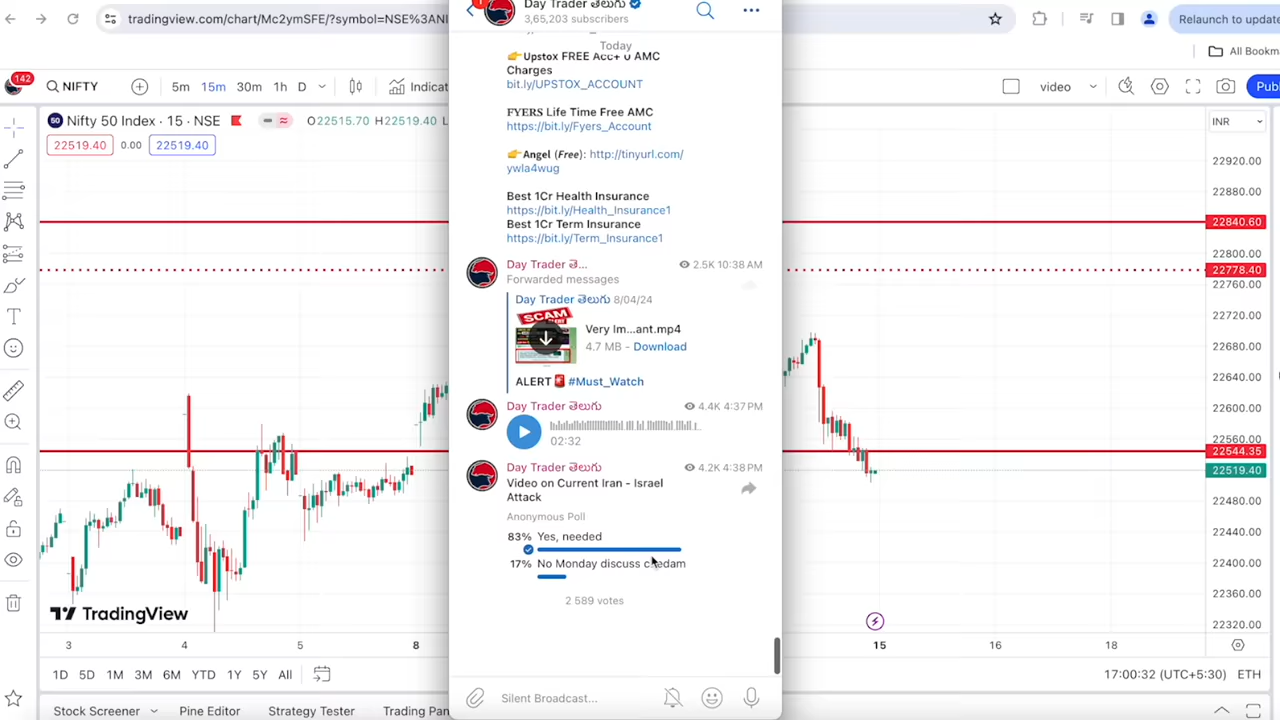 tradingview.com/chart/Mc2ymSFE/?symbol=NSE%3ANI
Relaunch to update
All Bookm
142
NIFTY
5m 15m 30m 1h D
Indicat
video
Pub
Nifty 50 Index · 15 · NSE
O22515.70 H22519.40 L
22519.40 0.00 22519.40
Day Trader తెలుగు
3,65,203 subscribers
Today
👉Upstox FREE Acc+ 0 AMC
Charges
bit.ly/UPSTOX_ACCOUNT
FYERS Life Time Free AMC
https://bit.ly/Fyers_Account
👉Angel (Free): http://tinyurl.com/
ywla4wug
Best 1Cr Health Insurance
https://bit.ly/Health_Insurance1
Best 1Cr Term Insurance
https://bit.ly/Term_Insurance1
Day Trader తె... 2.5K 10:38 AM
Forwarded messages
Day Trader తెలుగు 8/04/24
SCAM
Very Im...ant.mp4
4.7 MB - Download
ALERT🚨 #Must_Watch
Day Trader తెలుగు 4.4K 4:37 PM
02:32
Day Trader తెలుగు 4.2K 4:38 PM
Video on Current Iran - Israel
Attack
Anonymous Poll
83% Yes, needed
17% No Monday discuss chedam
2 589 votes
Silent Broadcast...
INR
22920.00
22880.00
22840.60
22800.00
22778.40
22760.00
22720.00
22680.00
22640.00
22600.00
22560.00
22544.35
22519.40
22480.00
22440.00
22400.00
22360.00
22320.00
TradingView
3 4 5 8 15 16 18
1D 5D 1M 3M 6M YTD 1Y 5Y All
17:00:32 (UTC+5:30) ETH
Stock Screener Pine Editor Strategy Tester Trading Pan